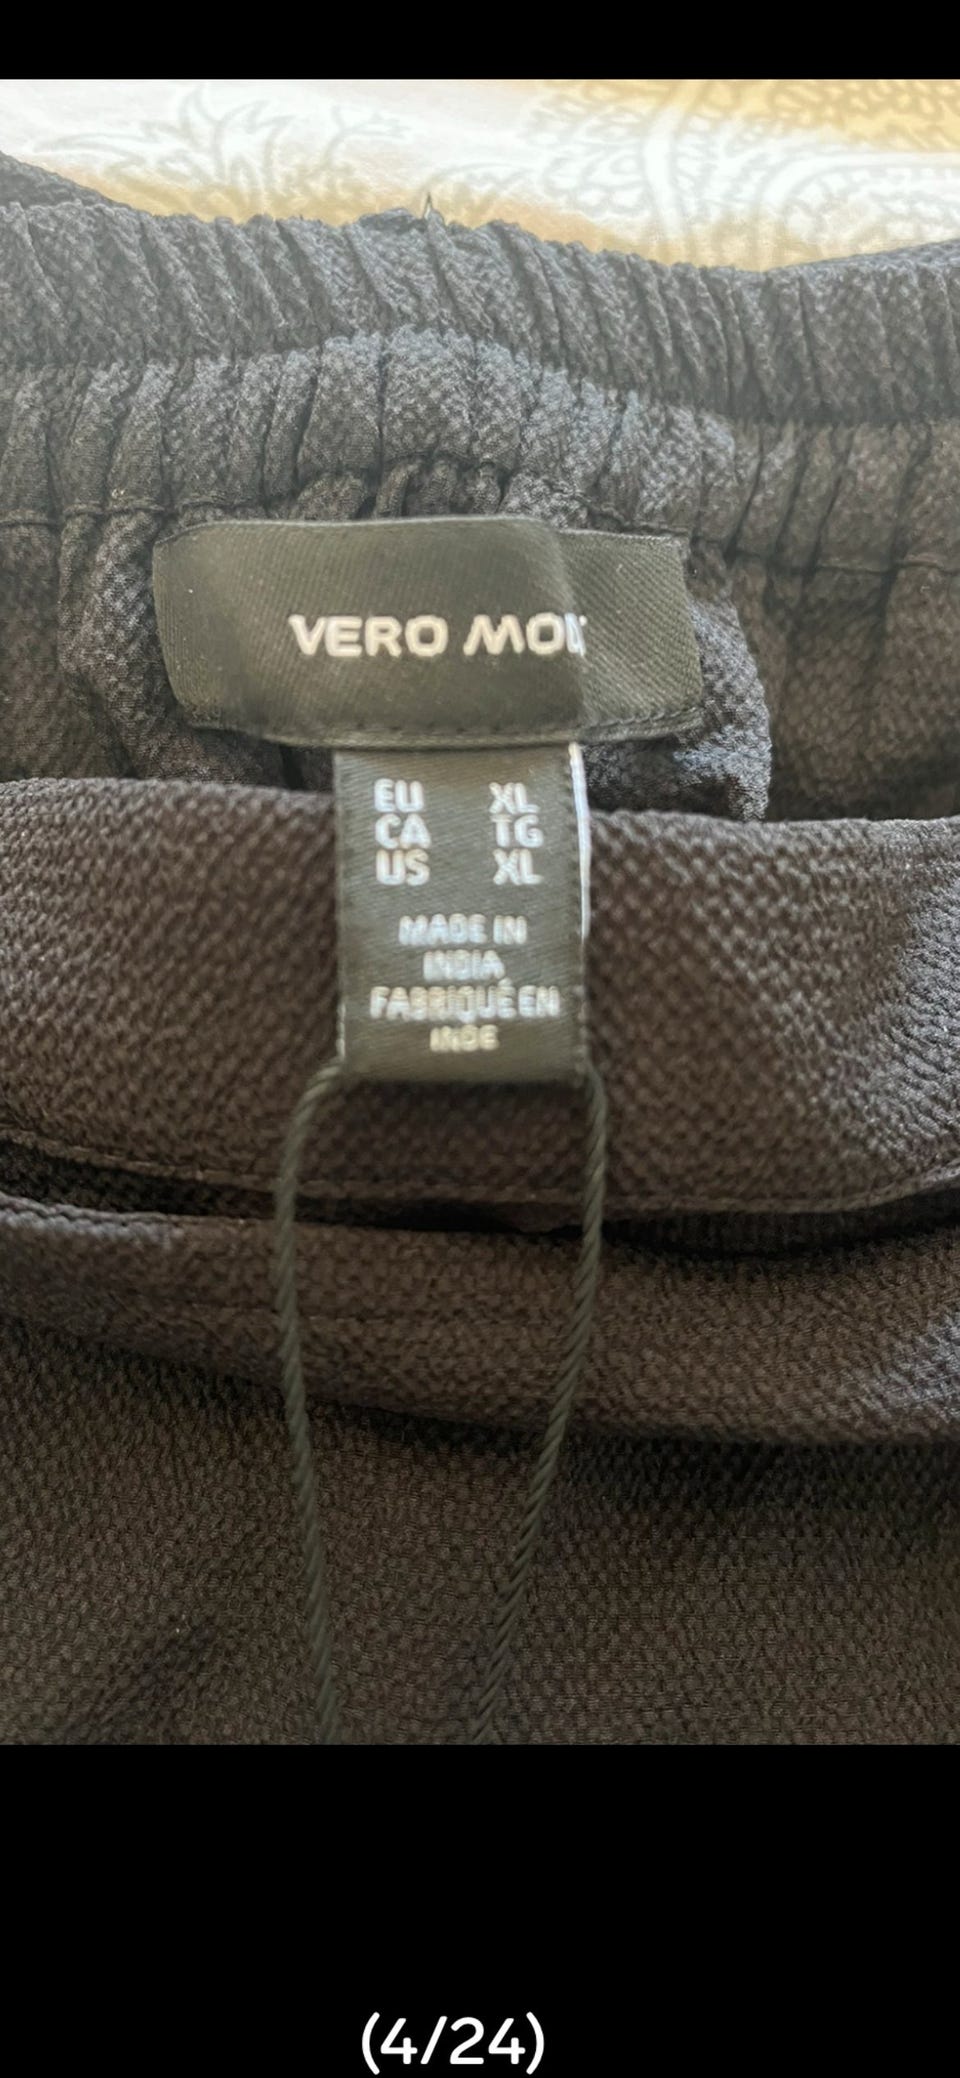 VERO MOD
EU XL
CA TG
US XL
MADE IN
INDIA
FABRIQUÉ EN
INDE
(4/24)